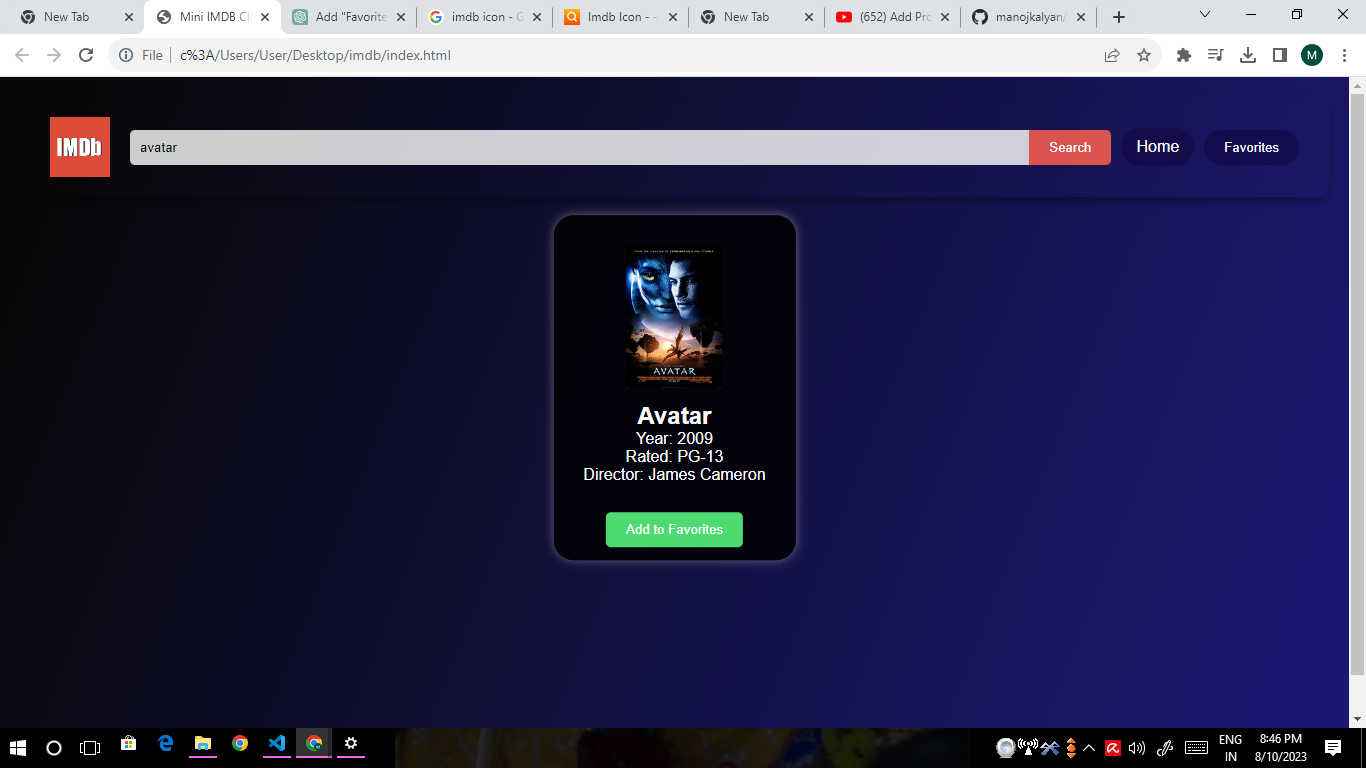 New Tab
Mini IMDB Cl
Add "Favorite
imdb icon - G
Imdb Icon - -
New Tab
(652) Add Pro
manojkalyan/
File
c%3A/Users/User/Desktop/imdb/index.html
M
IMDb
avatar
Search
Home
Favorites
AVATAR
Avatar
Year: 2009
Rated: PG-13
Director: James Cameron
Add to Favorites
ENG
IN
8:46 PM
8/10/2023